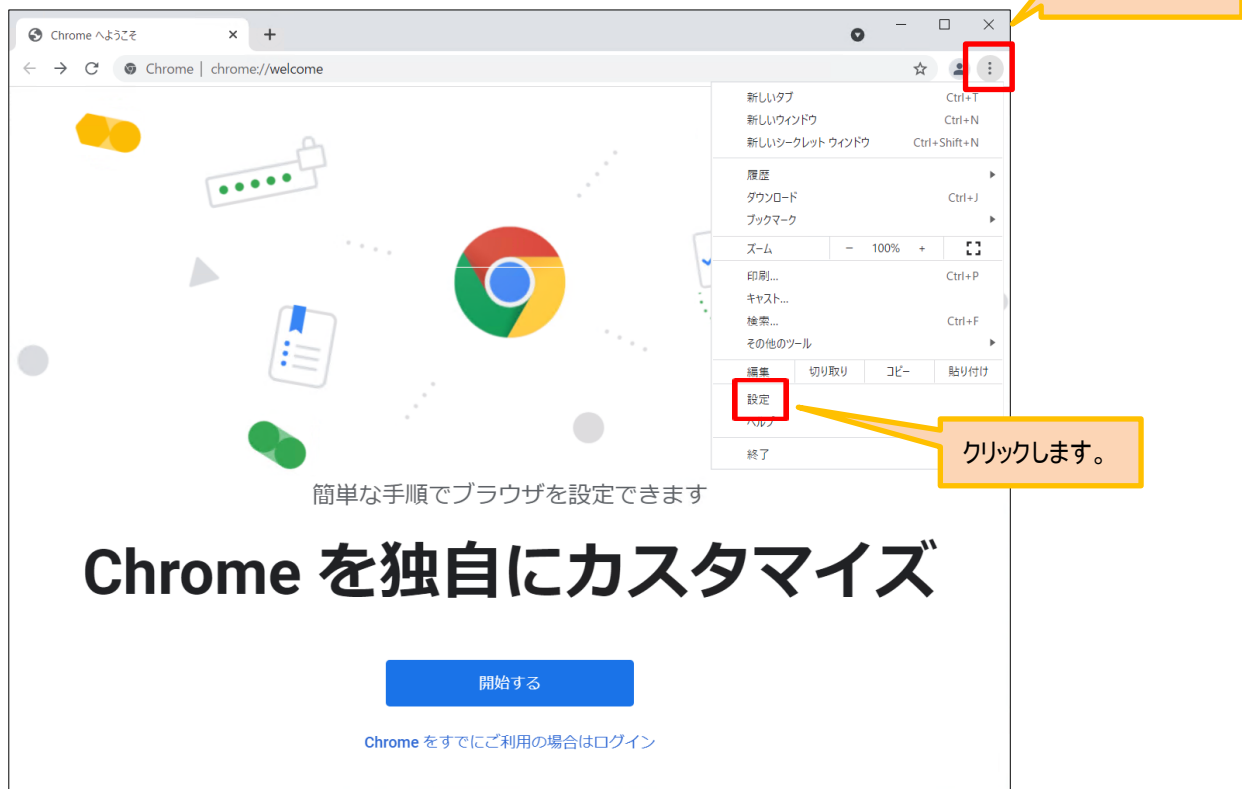 Chrome へようこそ
Chrome | chrome://welcome
新しいタブ Ctrl+T
新しいウィンドウ Ctrl+N
新しいシークレット ウィンドウ Ctrl+Shift+N
履歴
ダウンロード Ctrl+J
ブックマーク
ズーム － 100% +
印刷... Ctrl+P
キャスト...
検索... Ctrl+F
その他のツール
編集 切り取り コピー 貼り付け
設定
ヘルプ
終了
クリックします。
簡単な手順でブラウザを設定できます
Chrome を独自にカスタマイズ
開始する
Chrome をすでにご利用の場合はログイン